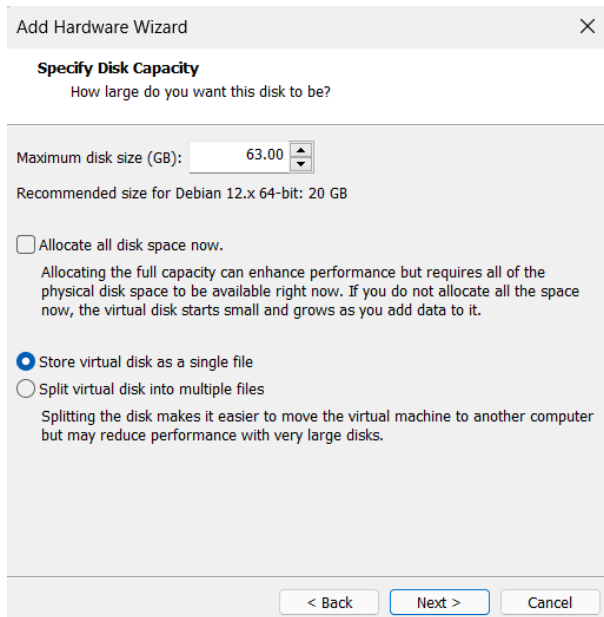 Add Hardware Wizard
Specify Disk Capacity
How large do you want this disk to be?
Maximum disk size (GB): 63.00
Recommended size for Debian 12.x 64-bit: 20 GB
Allocate all disk space now.
Allocating the full capacity can enhance performance but requires all of the
physical disk space to be available right now. If you do not allocate all the space
now, the virtual disk starts small and grows as you add data to it.
Store virtual disk as a single file
Split virtual disk into multiple files
Splitting the disk makes it easier to move the virtual machine to another computer
but may reduce performance with very large disks.
< Back Next > Cancel